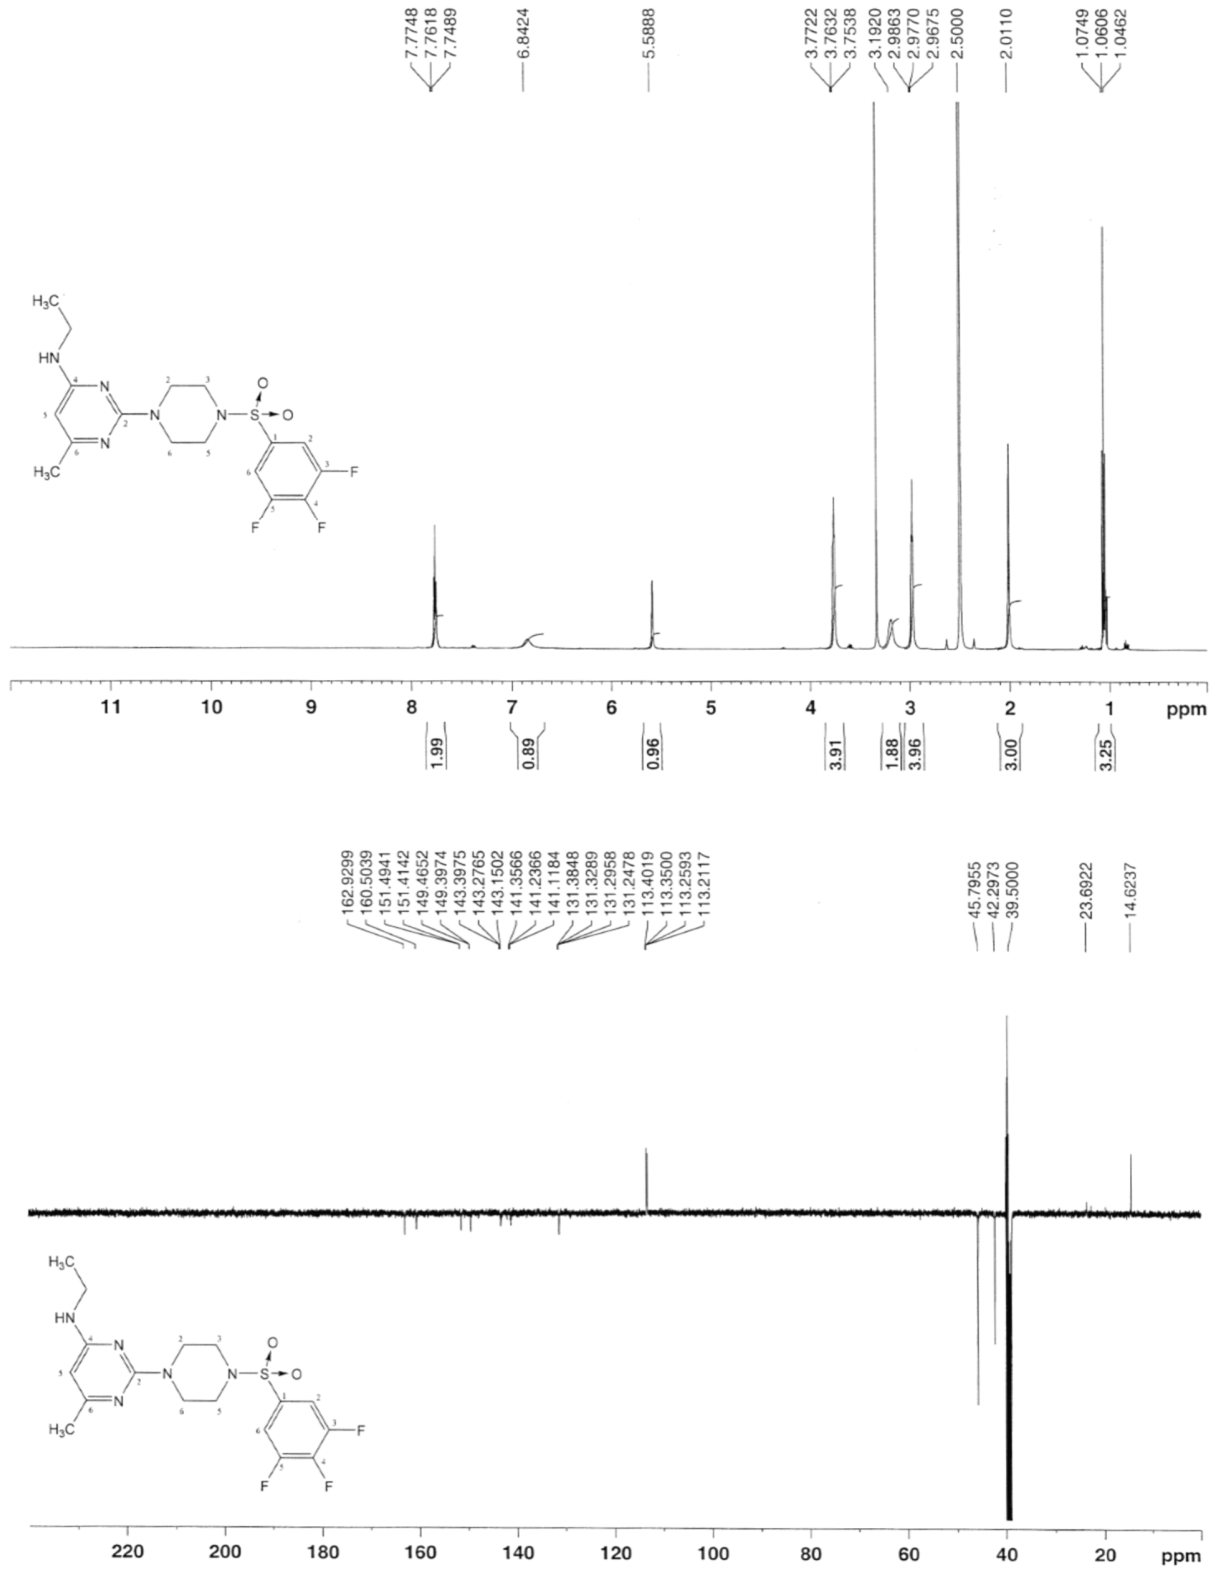 7.7748
7.7618
7.7489
6.8424
5.5888
3.7722
3.7632
3.7538
3.1920
2.9863
2.9770
2.9675
2.5000
2.0110
1.0749
1.0606
1.0462
H₃C
HN
4
N
2
3
O
5
N
N
S
O
2
6
N
6
5
1
2
H₃C
6
3
F
5
4
F
F
11 10 9 8 7 6 5 4 3 2 1 ppm
1.99
0.89
0.96
3.91
1.88
3.96
3.00
3.25
162.9299
160.5039
151.4941
151.4142
149.4652
149.3974
143.3975
143.2765
143.1502
141.3566
141.2366
141.1184
131.3848
131.3289
131.2958
131.2478
113.4019
113.3500
113.2593
113.2117
45.7955
42.2973
39.5000
23.6922
14.6237
H₃C
HN
4
N
2
3
O
5
N
N
S
O
2
6
N
6
5
1
2
H₃C
6
3
F
5
4
F
F
220 200 180 160 140 120 100 80 60 40 20 ppm